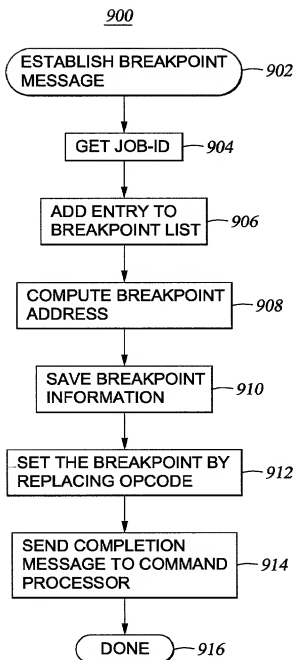 900
ESTABLISH BREAKPOINT
MESSAGE
902
GET JOB-ID
904
ADD ENTRY TO
BREAKPOINT LIST
906
COMPUTE BREAKPOINT
ADDRESS
908
SAVE BREAKPOINT
INFORMATION
910
SET THE BREAKPOINT BY
REPLACING OPCODE
912
SEND COMPLETION
MESSAGE TO COMMAND
PROCESSOR
914
DONE
916